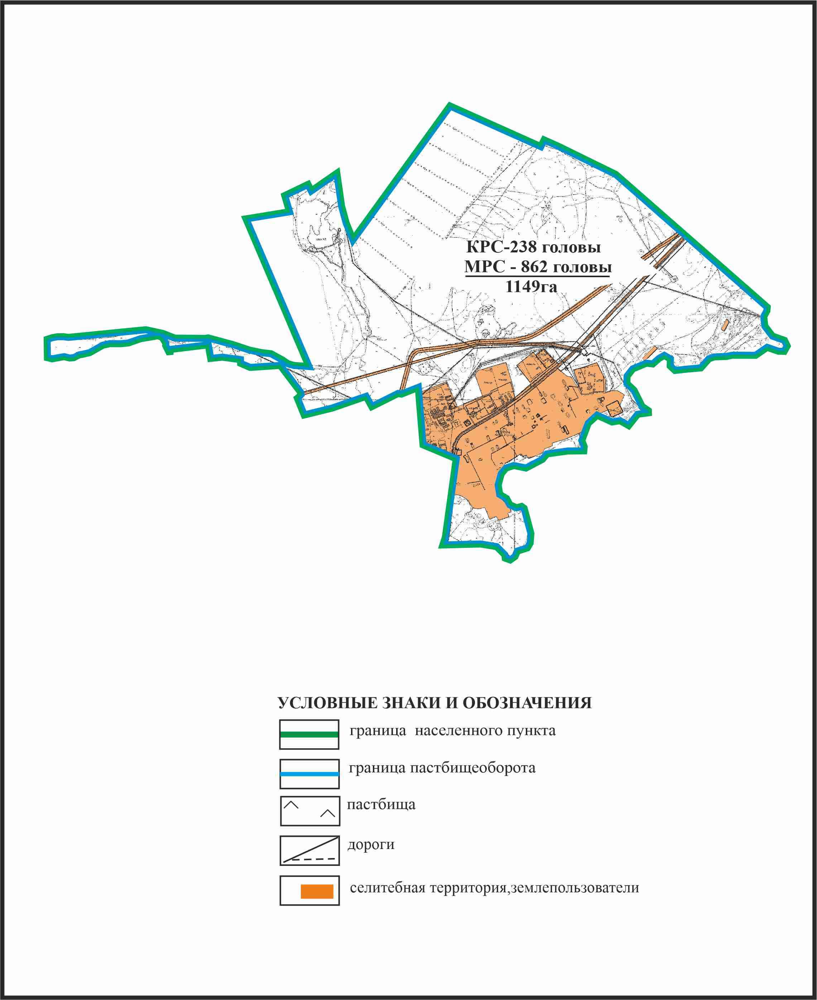 КРС-238 головы
МРС - 862 головы
1149га
УСЛОВНЫЕ ЗНАКИ И ОБОЗНАЧЕНИЯ
граница населенного пункта
граница пастбищеоборота
пастбища
дороги
селитебная территория,землепользователи